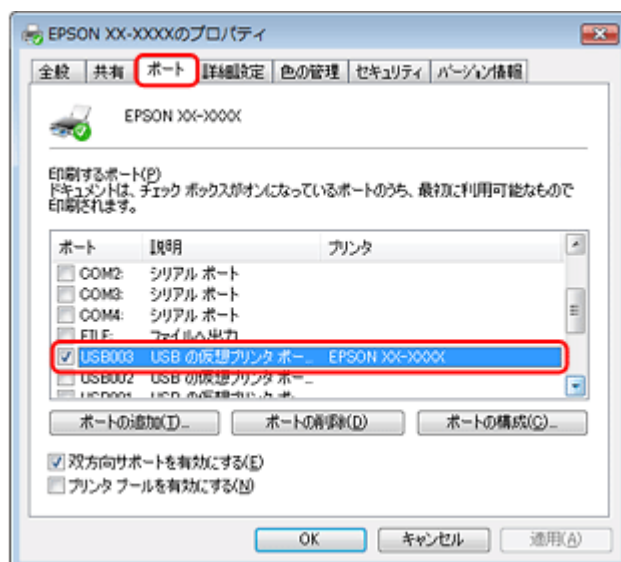 EPSON XX-XXXXのプロパティ
全般 共有 ポート 詳細設定 色の管理 セキュリティ バージョン情報
EPSON XX-XXXX
印刷するポート(P)
ドキュメントは、チェック ボックスがオンになっているポートのうち、最初に利用可能なもので
印刷されます。
ポート 説明 プリンタ
COM2: シリアル ポート
COM3: シリアル ポート
COM4: シリアル ポート
FILE: ファイルへ出力
USB003 USB の仮想プリンタ ポー... EPSON XX-XXXX
USB002 USB の仮想プリンタ ポー...
USB001 USB の仮想プリンタ ポ
ポートの追加(T)... ポートの削除(D) ポートの構成(C)...
双方向サポートを有効にする(E)
プリンタ プールを有効にする(N)
OK キャンセル 適用(A)